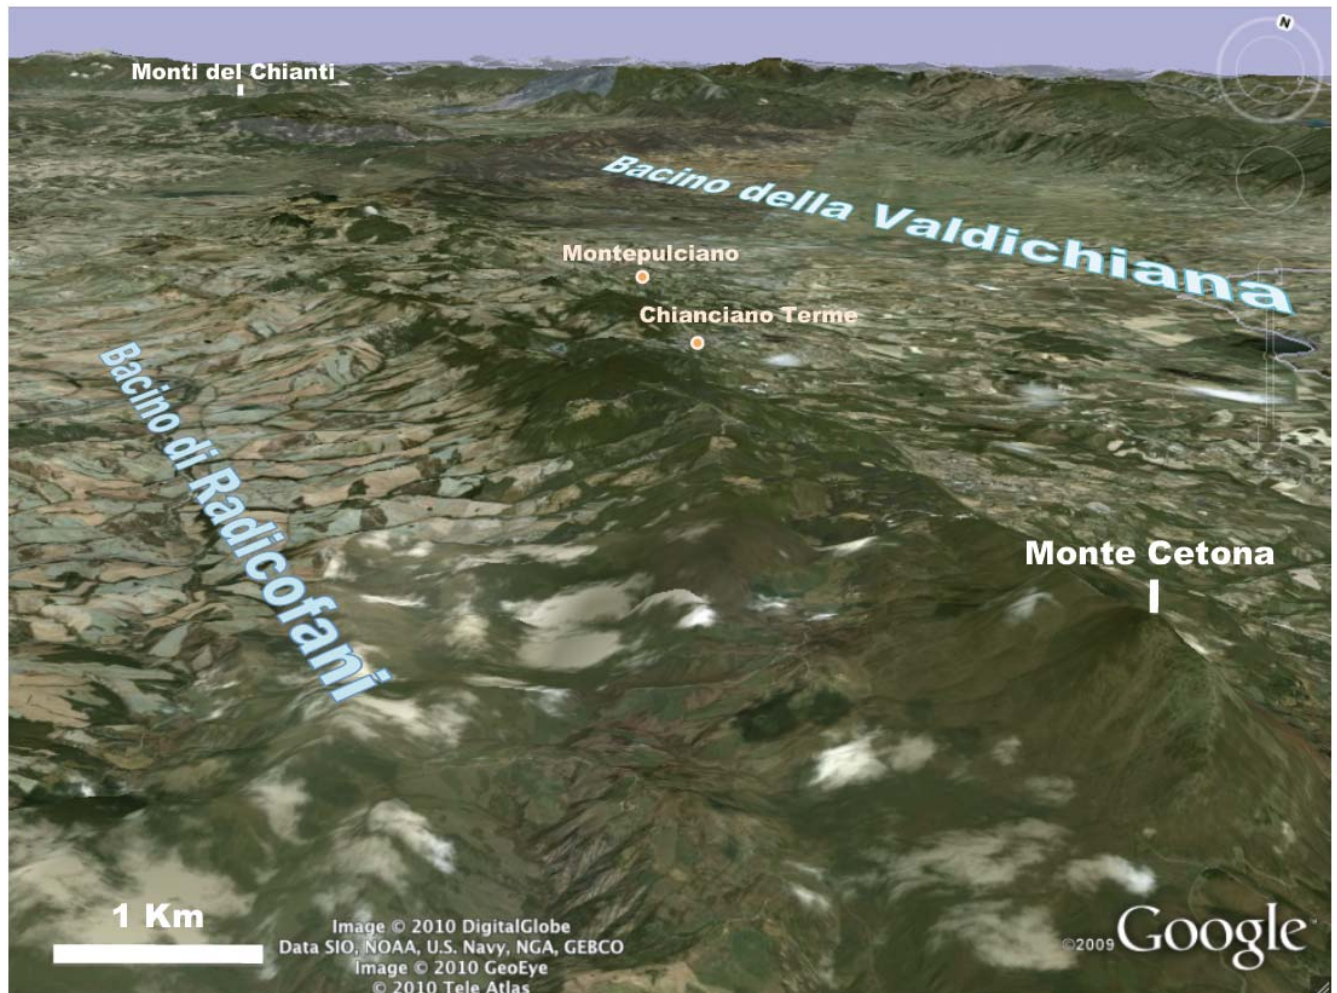 N
Monti del Chianti
Bacino della Valdichiana
Montepulciano
Chianciano Terme
Bacino di Radicofani
Monte Cetona
1 Km
Image © 2010 DigitalGlobe
Data SIO, NOAA, U.S. Navy, NGA, GEBCO
Image © 2010 GeoEye
© 2010 Tele Atlas
©2009 Google